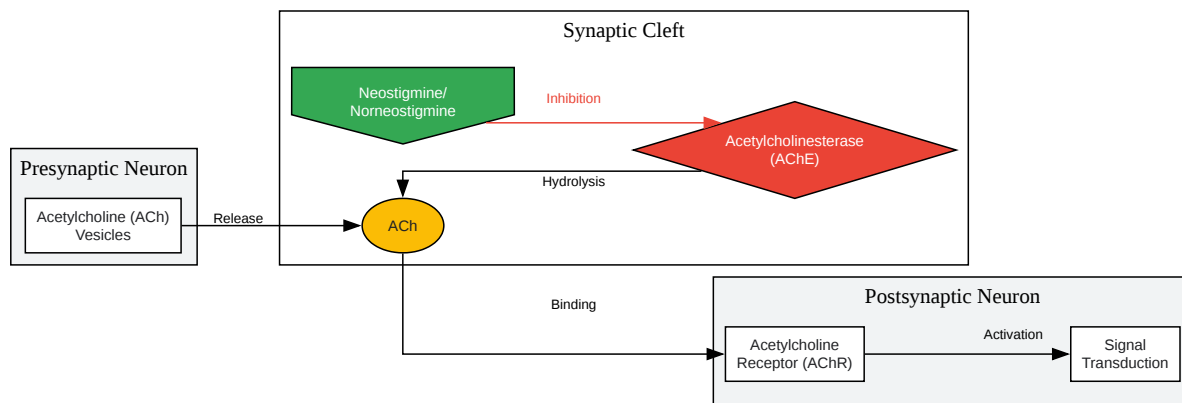 Synaptic Cleft
Neostigmine/
Norneostigmine
Inhibition
Acetylcholinesterase
(AChE)
Presynaptic Neuron
Hydrolysis
Acetylcholine (ACh)
Vesicles
Release
ACh
Postsynaptic Neuron
Binding
Acetylcholine
Receptor (AChR)
Activation
Signal
Transduction